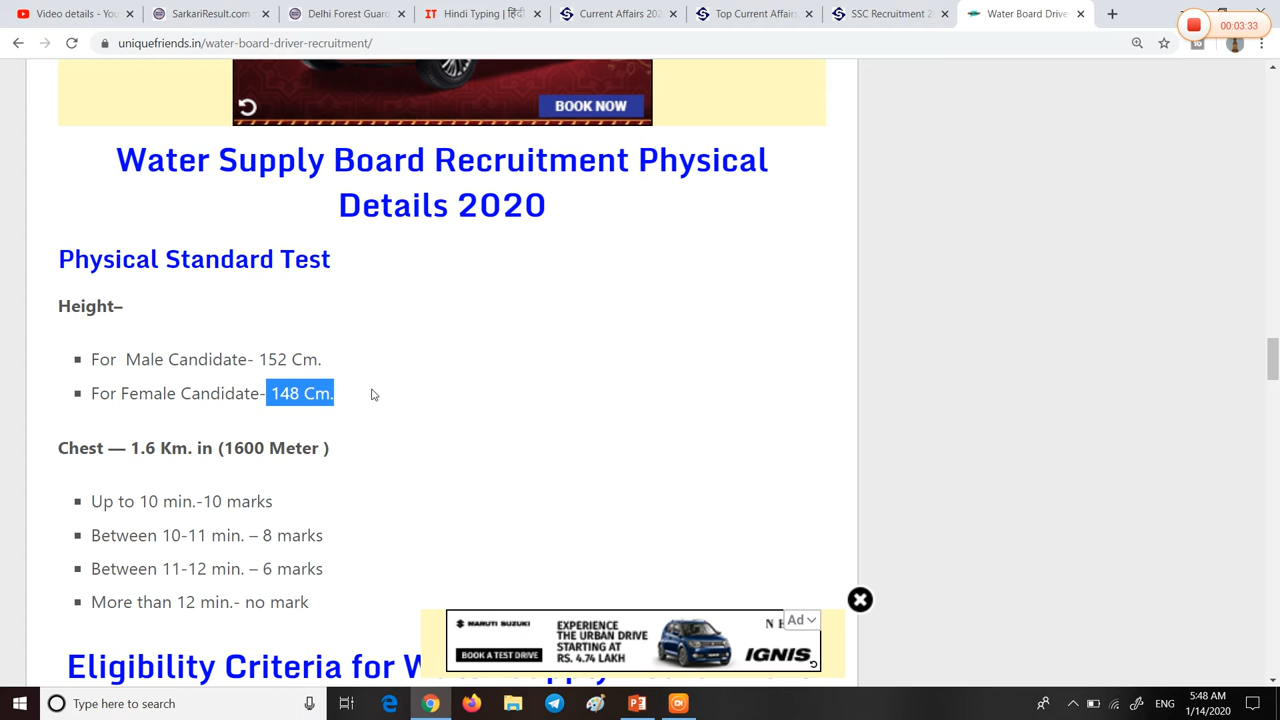 Video details - YouTube
SarkariResult.com
Delhi Forest Guar
Hindi Typing | हिंदी
Current Affairs 202
Top Current Affair
SSC Recruitment 2
Water Board Drive
00:03:33
uniquefriends.in/water-board-driver-recruitment/
BOOK NOW
Water Supply Board Recruitment Physical
Details 2020
Physical Standard Test
Height–
For Male Candidate- 152 Cm.
For Female Candidate- 148 Cm.
Chest — 1.6 Km. in (1600 Meter )
Up to 10 min.-10 marks
Between 10-11 min. – 8 marks
Between 11-12 min. – 6 marks
More than 12 min.- no mark
Ad
MARUTI SUZUKI
BOOK A TEST DRIVE
EXPERIENCE
THE URBAN DRIVE
STARTING AT
RS. 4.74 LAKH
IGNIS
Eligibility Criteria for
Type here to search
ENG
5:48 AM
1/14/2020